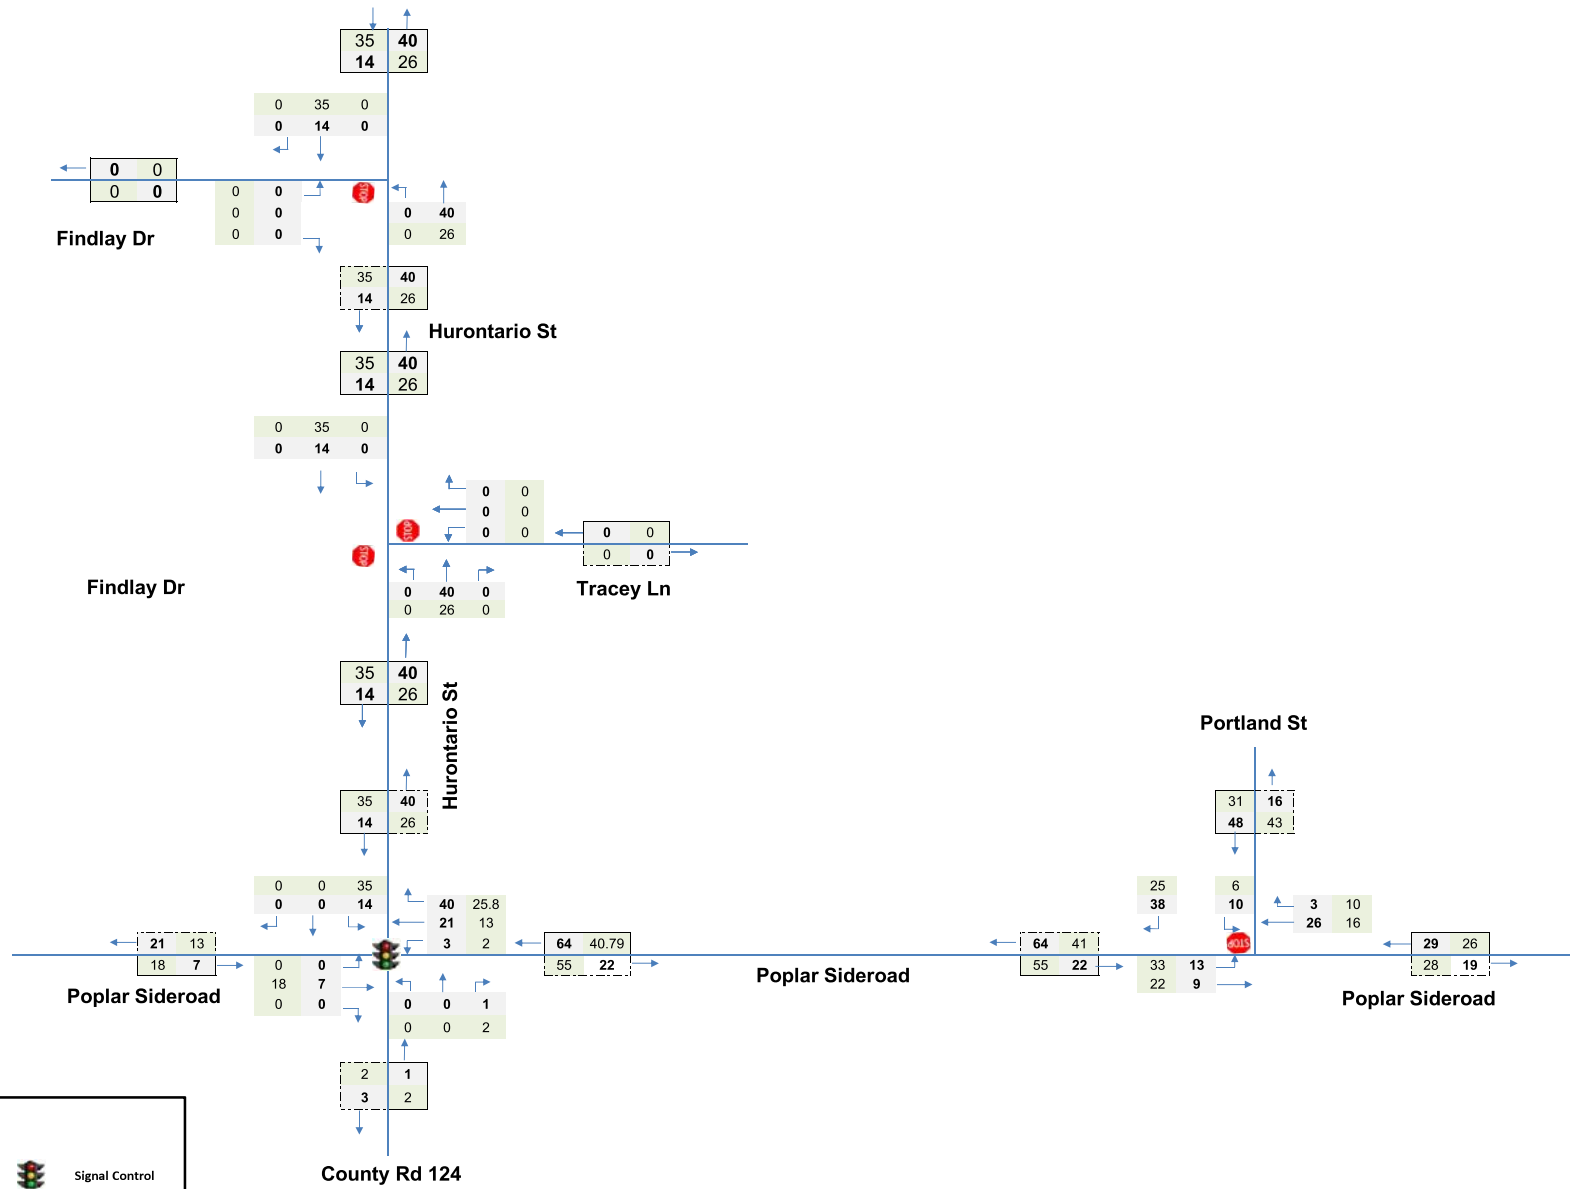 35 40
14 26
0 35 0
0 14 0
0 0
0 0
STOP
0 0
0 0
0 0
0 40
0 26
Findlay Dr
35 40
14 26
Hurontario St
35 40
14 26
0 35 0
0 14 0
0 0
0 0
0 0
STOP
0 0
0 0
STOP
Findlay Dr
0 40 0
0 26 0
Tracey Ln
35 40
14 26
Hurontario St
Portland St
35 40
14 26
31 16
48 43
0 0 35
0 0 14
40 25.8
21 13
3 2
25 6
38 10
3 10
26 16
STOP
21 13
18 7
64 40.79
55 22
64 41
55 22
29 26
28 19
0 0
18 7
0 0
33 13
22 9
Poplar Sideroad
Poplar Sideroad
Poplar Sideroad
0 0 1
0 0 2
2 1
3 2
County Rd 124
Signal Control